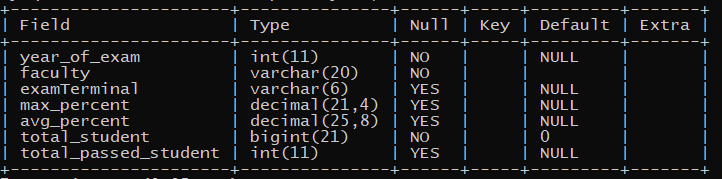 Field | Type | Null | Key | Default | Extra
year_of_exam | int(11) | NO | | NULL |
faculty | varchar(20) | NO | | |
examTerminal | varchar(6) | YES | | NULL |
max_percent | decimal(21,4) | YES | | NULL |
avg_percent | decimal(25,8) | YES | | NULL |
total_student | bigint(21) | NO | | 0 |
total_passed_student | int(11) | YES | | NULL |